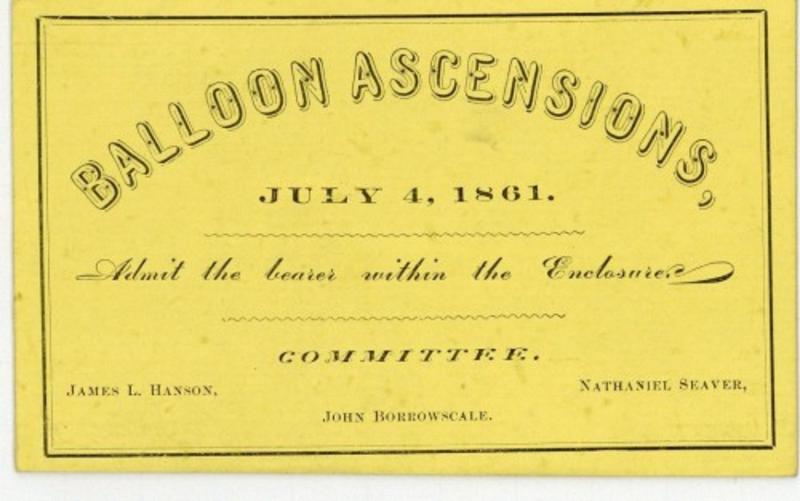 BALLOON ASCENSIONS,
JULY 4, 1861.
Admit the bearer within the Enclosure.
COMMITTEE.
JAMES L. HANSON,
NATHANIEL SEAVER,
JOHN BORROWSCALE.